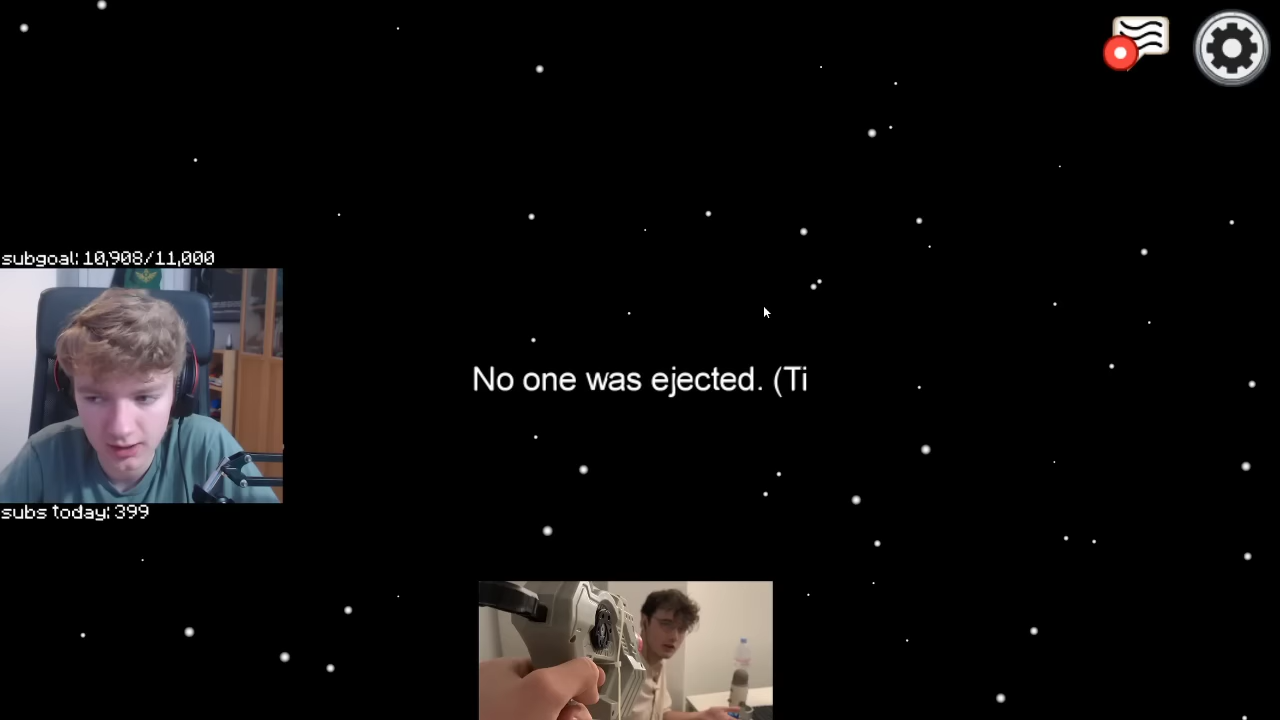 subgoal: 10,908/11,000
No one was ejected. (Ti
subs today: 399